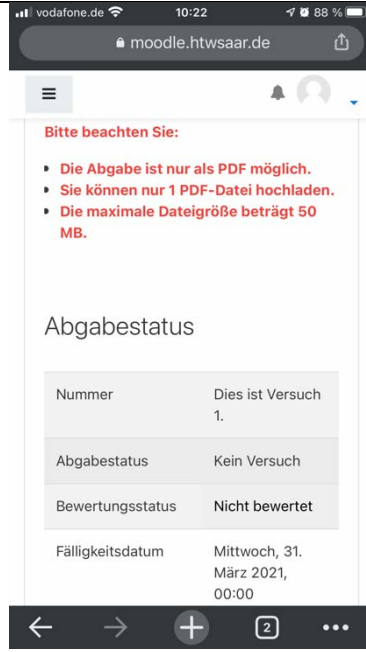 vodafone.de 10:22 88 %
moodle.htwsaar.de
Bitte beachten Sie:
Die Abgabe ist nur als PDF möglich.
Sie können nur 1 PDF-Datei hochladen.
Die maximale Dateigröße beträgt 50
MB.
Abgabestatus
Nummer Dies ist Versuch
1.
Abgabestatus Kein Versuch
Bewertungsstatus Nicht bewertet
Fälligkeitsdatum Mittwoch, 31.
März 2021,
00:00
2